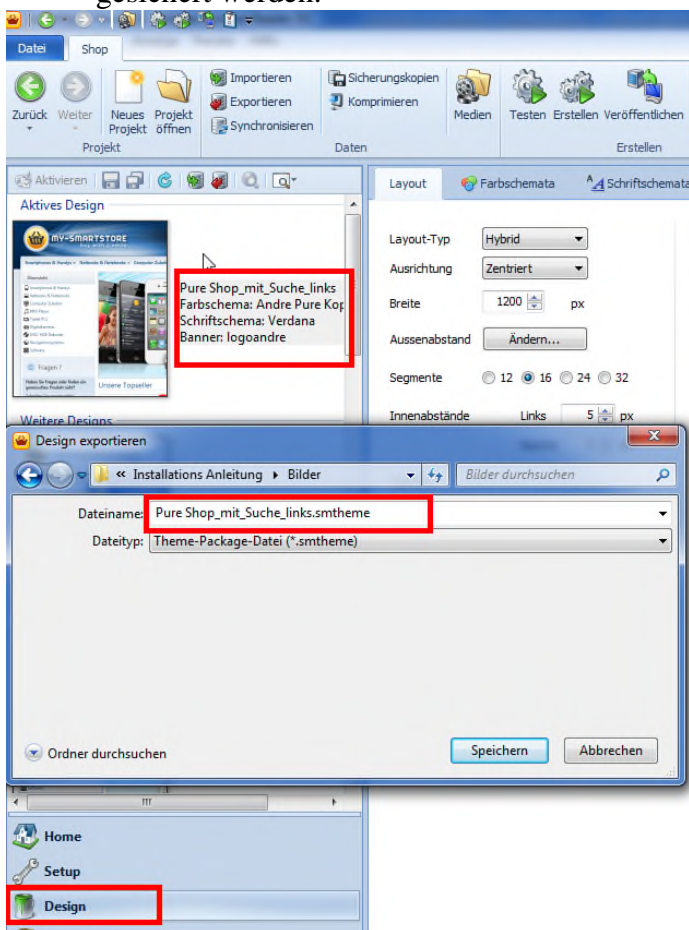 gesichert werden.
Datei Shop
Zurück Weiter Neues Projekt Projekt öffnen
Importieren
Exportieren
Synchronisieren
Sicherungskopien
Komprimieren
Medien Testen Erstellen Veröffentlichen
Projekt Daten Erstellen
Aktivieren
Layout Farbschemata Schriftschemata
Aktives Design
MY-SMARTSTORE
Fragen ?
Unsere Topseller
Pure Shop_mit_Suche_links
Farbschema: Andre Pure Kop
Schriftschema: Verdana
Banner: logoandre
Layout-Typ Hybrid
Ausrichtung Zentriert
Breite 1200 px
Aussenabstand Ändern...
Segmente 12 16 24 32
Innenabstände Links 5 px
Weitere Designs
Design exportieren
« Installations Anleitung Bilder
Bilder durchsuchen
Dateiname: Pure Shop_mit_Suche_links.smtheme
Dateityp: Theme-Package-Datei (*.smtheme)
Ordner durchsuchen
Speichern Abbrechen
Home
Setup
Design